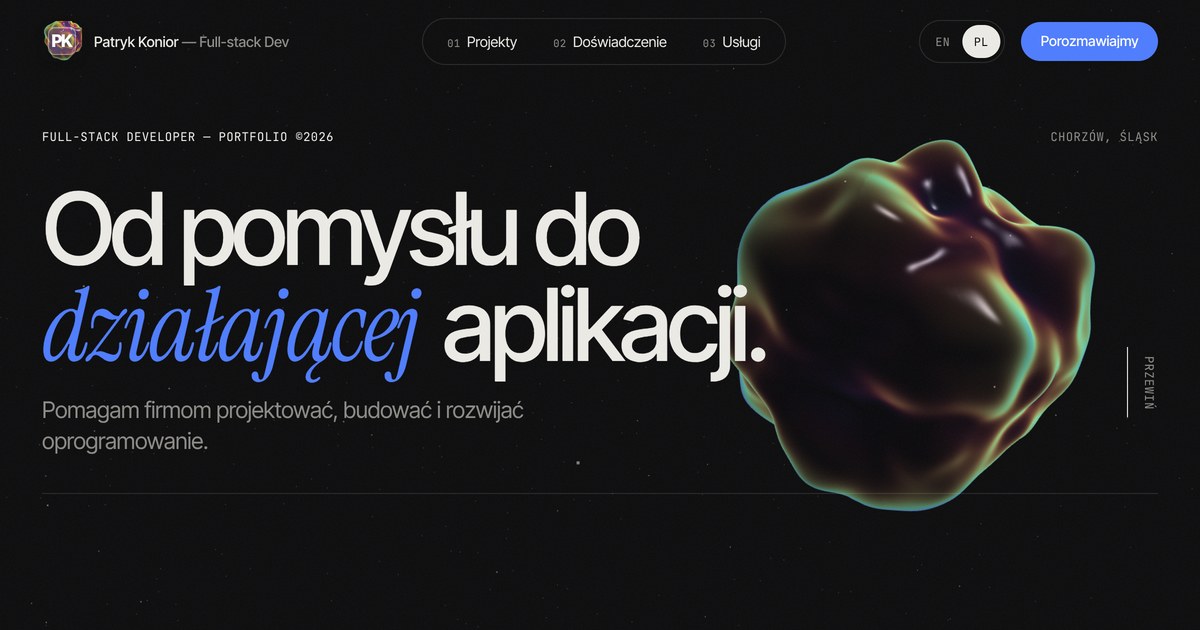 PK
Patryk Konior — Full-stack Dev
01 Projekty
02 Doświadczenie
03 Usługi
EN
PL
Porozmawiajmy
FULL-STACK DEVELOPER — PORTFOLIO ©2026
CHORZÓW, ŚLĄSK
Od pomysłu do
działającej aplikacji.
Pomagam firmom projektować, budować i rozwijać
oprogramowanie.
PRZEWIŃ